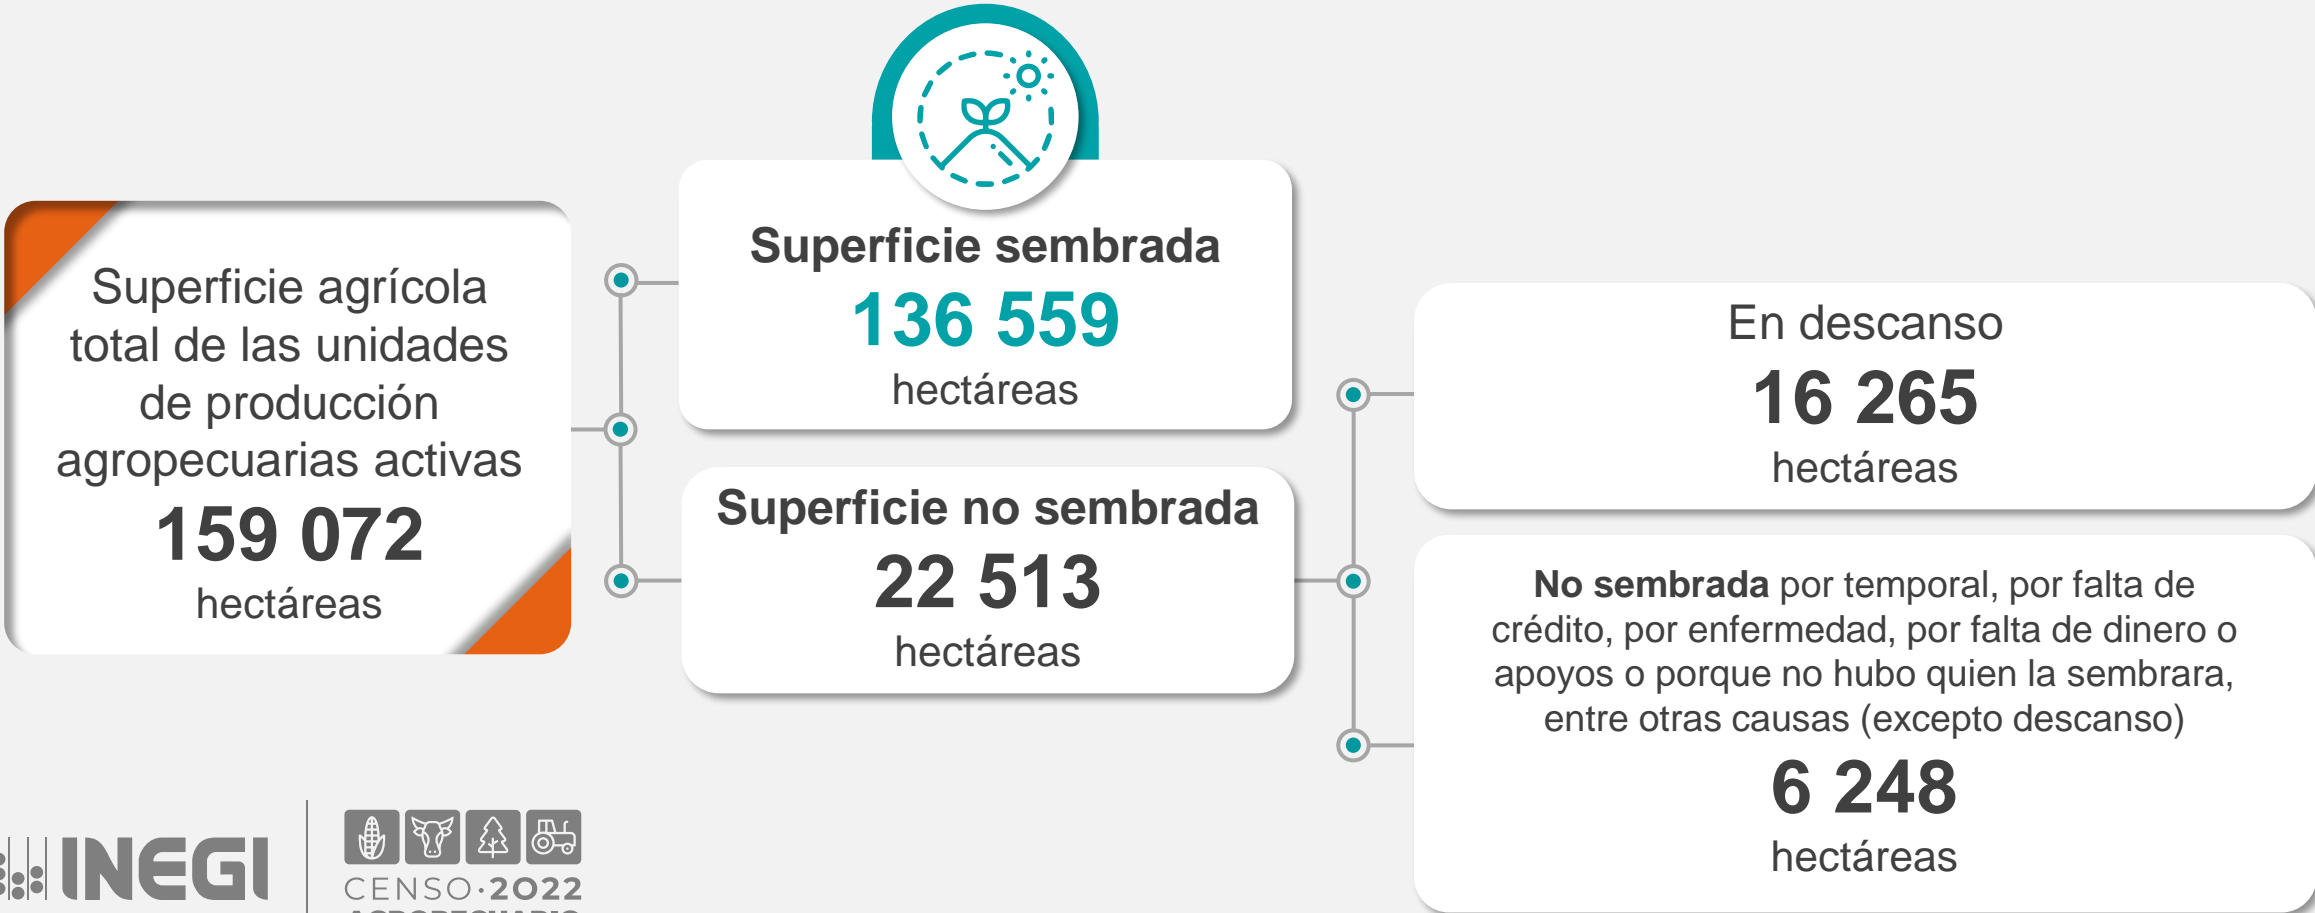 Superficie agrícola
total de las unidades
de producción
agropecuarias activas
159 072
hectáreas
Superficie sembrada
136 559
hectáreas
Superficie no sembrada
22 513
hectáreas
En descanso
16 265
hectáreas
No sembrada por temporal, por falta de
crédito, por enfermedad, por falta de dinero o
apoyos o porque no hubo quien la sembrara,
entre otras causas (excepto descanso)
6 248
hectáreas
INEGI
CENSO·2022
AGROPECUARIO